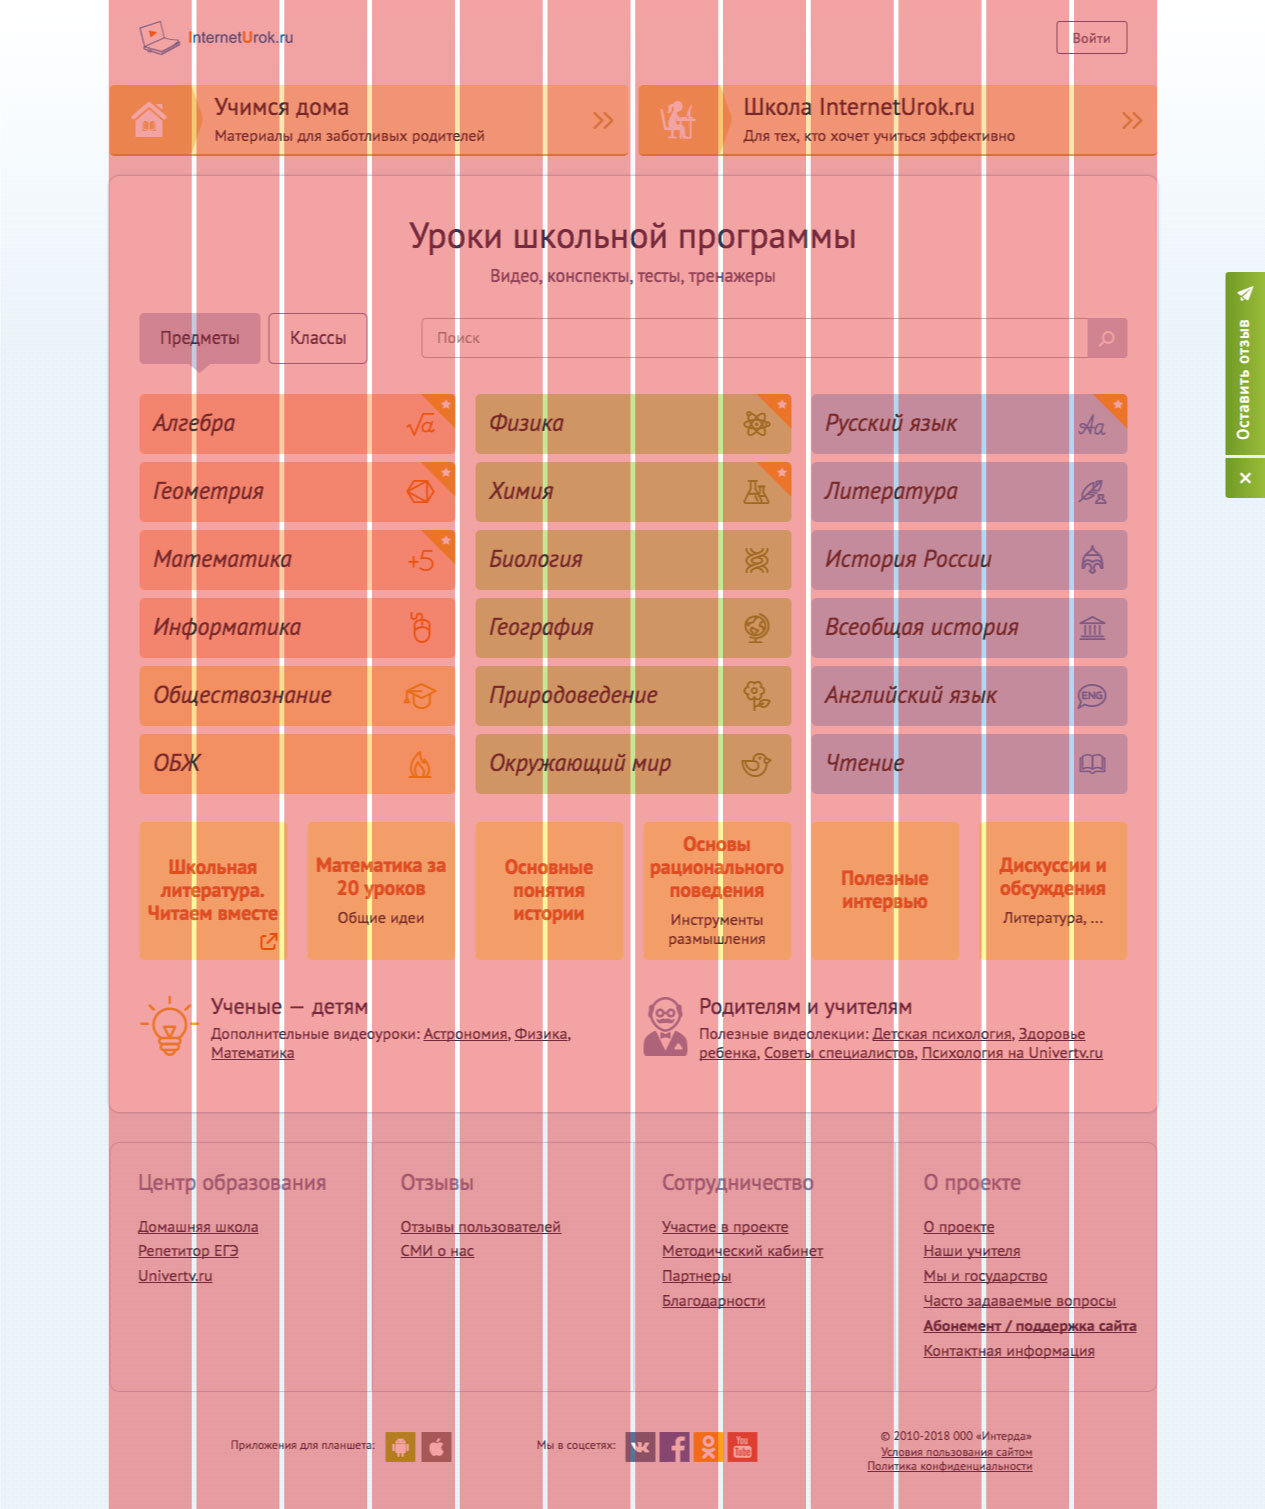 InternetUrok.ru
Войти
Учимся дома
Материалы для заботливых родителей
Школа InternetUrok.ru
Для тех, кто хочет учиться эффективно
Уроки школьной программы
Видео, конспекты, тесты, тренажеры
Предметы
Классы
Поиск
Алгебра
√a
Физика
Русский язык
Aa
Геометрия
Химия
Литература
Математика
+5
Биология
История России
Информатика
География
Всеобщая история
Обществознание
Природоведение
Английский язык
ENG
ОБЖ
Окружающий мир
Чтение
Школьная
литература.
Читаем вместе
Математика за
20 уроков
Общие идеи
Основные
понятия
истории
Основы
рационального
поведения
Инструменты
размышления
Полезные
интервью
Дискуссии и
обсуждения
Литература, ...
Ученые — детям
Дополнительные видеоуроки: Астрономия, Физика,
Математика
Родителям и учителям
Полезные видеолекции: Детская психология, Здоровье
ребенка, Советы специалистов, Психология на Univertv.ru
Центр образования
Домашняя школа
Репетитор ЕГЭ
Univertv.ru
Отзывы
Отзывы пользователей
СМИ о нас
Сотрудничество
Участие в проекте
Методический кабинет
Партнеры
Благодарности
О проекте
О проекте
Наши учителя
Мы и государство
Часто задаваемые вопросы
Абонемент / поддержка сайта
Контактная информация
Приложения для планшета:
Мы в соцсетях:
You
Tube
© 2010-2018 ООО «Интерда»
Условия пользования сайтом
Политика конфиденциальности
Оставить отзыв